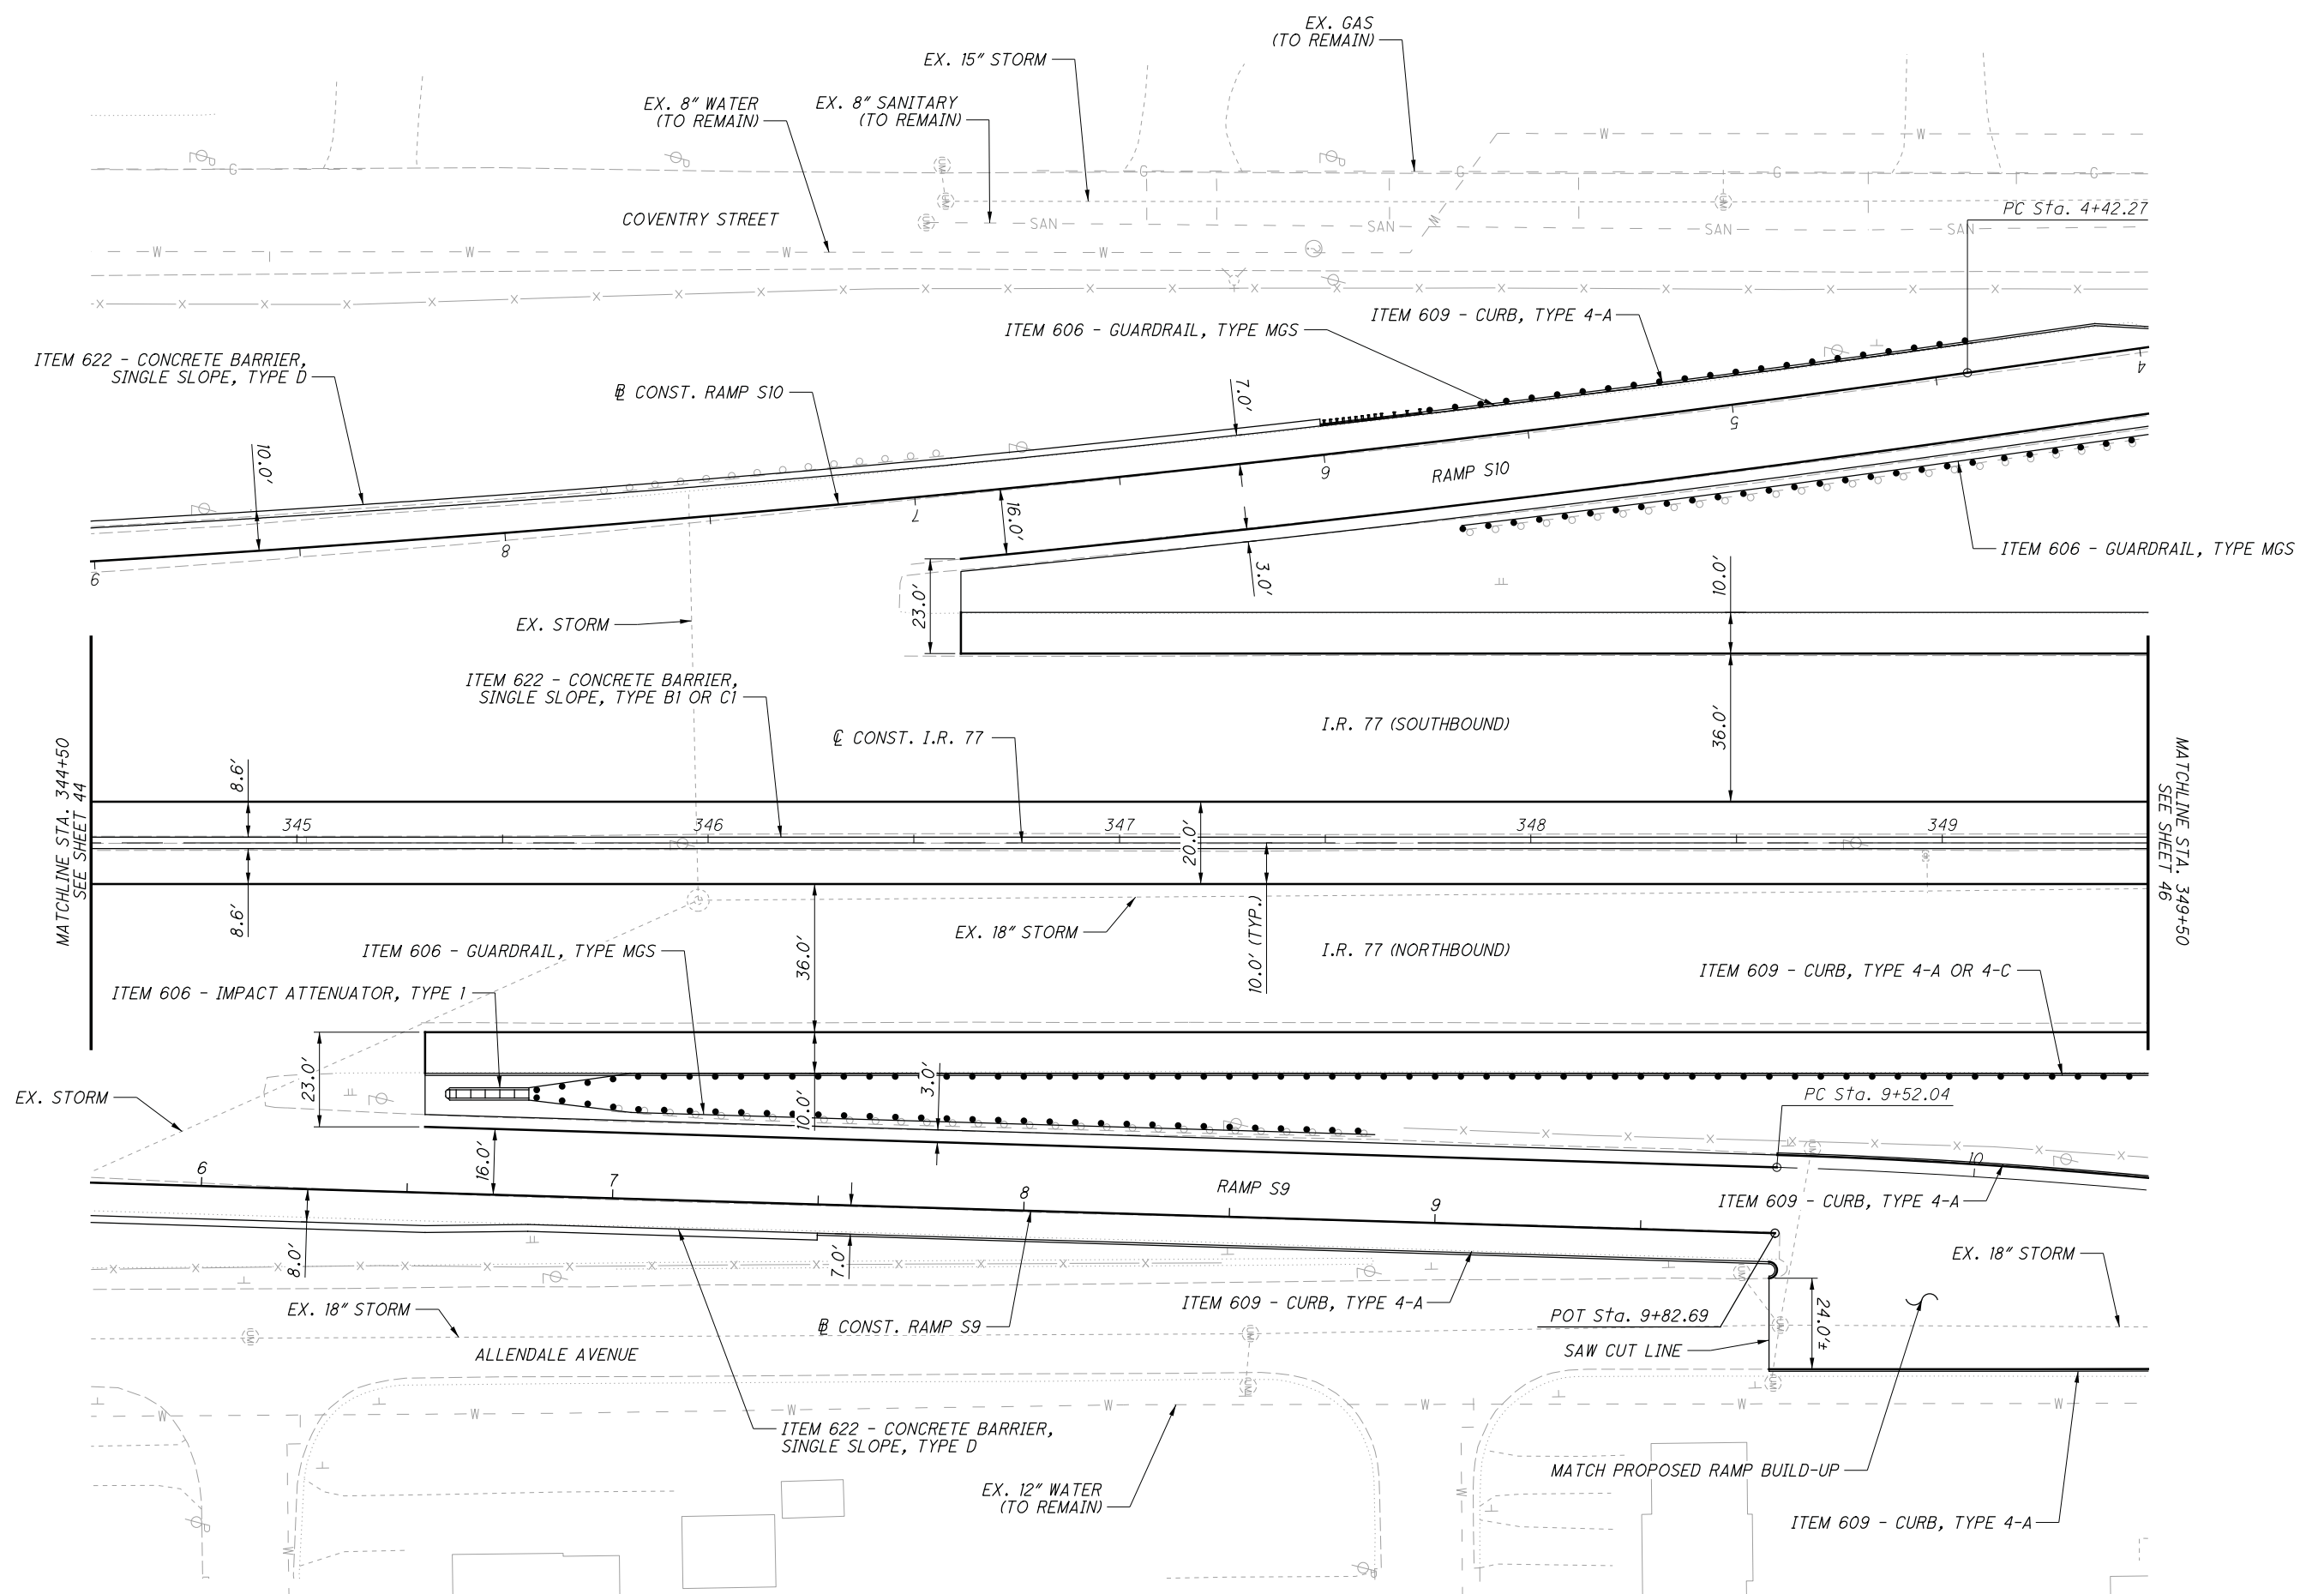 EX. GAS
(TO REMAIN)
EX. 15" STORM
EX. 8" WATER
(TO REMAIN)
EX. 8" SANITARY
(TO REMAIN)
W
W
G
G
G
G
G
COVENTRY STREET
SAN
SAN
SAN
SAN
PC Sta. 4+42.27
W
W
W
W
W
ITEM 609 - CURB, TYPE 4-A
ITEM 606 - GUARDRAIL, TYPE MGS
ITEM 622 - CONCRETE BARRIER,
SINGLE SLOPE, TYPE D
℄ CONST. RAMP S10
7.0'
10.0'
4
5
6
7
8
9
RAMP S10
16.0'
3.0'
ITEM 606 - GUARDRAIL, TYPE MGS
23.0'
10.0'
EX. STORM
ITEM 622 - CONCRETE BARRIER,
SINGLE SLOPE, TYPE B1 OR C1
I.R. 77 (SOUTHBOUND)
36.0'
℄ CONST. I.R. 77
MATCHLINE STA. 344+50
SEE SHEET 44
MATCHLINE STA. 349+50
SEE SHEET 46
8.6'
345
346
347
348
349
20.0'
8.6'
10.0' (TYP.)
EX. 18" STORM
36.0'
I.R. 77 (NORTHBOUND)
ITEM 606 - GUARDRAIL, TYPE MGS
ITEM 609 - CURB, TYPE 4-A OR 4-C
ITEM 606 - IMPACT ATTENUATOR, TYPE 1
23.0'
3.0'
10.0'
EX. STORM
PC Sta. 9+52.04
16.0'
6
7
8
9
10
RAMP S9
ITEM 609 - CURB, TYPE 4-A
8.0'
7.0'
EX. 18" STORM
EX. 18" STORM
ITEM 609 - CURB, TYPE 4-A
℄ CONST. RAMP S9
POT Sta. 9+82.69
24.0'±
SAW CUT LINE
ALLENDALE AVENUE
W
W
W
W
W
W
W
ITEM 622 - CONCRETE BARRIER,
SINGLE SLOPE, TYPE D
MATCH PROPOSED RAMP BUILD-UP
EX. 12" WATER
(TO REMAIN)
W
W
ITEM 609 - CURB, TYPE 4-A